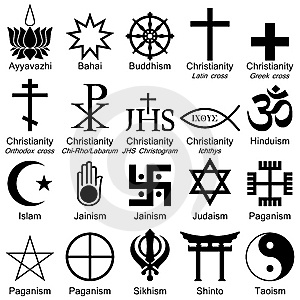 Ayyavazhi Bahai Buddhism Christianity Christianity
Latin cross Greek cross
JHS ΙΧΘΥΣ
Christianity Christianity Christianity Christianity Hinduism
Orthodox cross Chi-Rho/Labarum JHS Christogram Ichthys
Islam Jainism Jainism Judaism Paganism
Paganism Paganism Sikhism Shinto Taoism